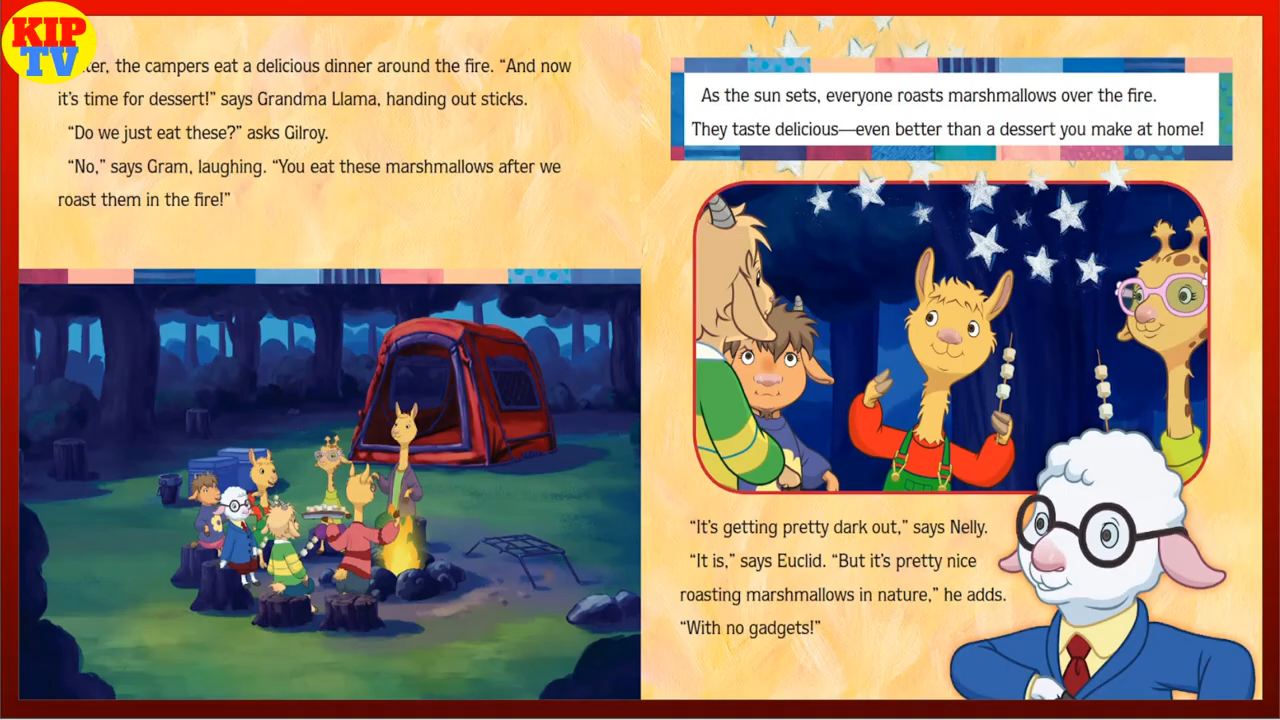 KIP
TV
ter, the campers eat a delicious dinner around the fire. “And now
it’s time for dessert!” says Grandma Llama, handing out sticks.
“Do we just eat these?” asks Gilroy.
“No,” says Gram, laughing. “You eat these marshmallows after we
roast them in the fire!”
As the sun sets, everyone roasts marshmallows over the fire.
They taste delicious—even better than a dessert you make at home!
“It’s getting pretty dark out,” says Nelly.
“It is,” says Euclid. “But it’s pretty nice
roasting marshmallows in nature,” he adds.
“With no gadgets!”